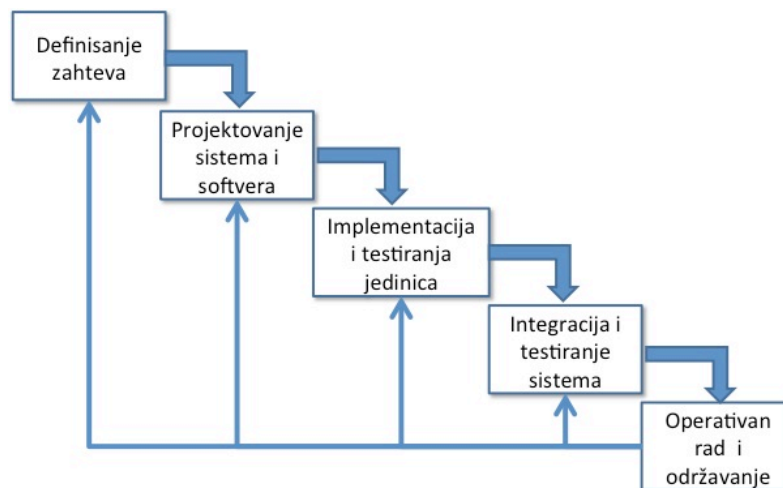 Definisanje
zahteva
Projektovanje
sistema i
softvera
Implementacija
i testiranja
jedinica
Integracija i
testiranje
sistema
Operativan
rad i
održavanje